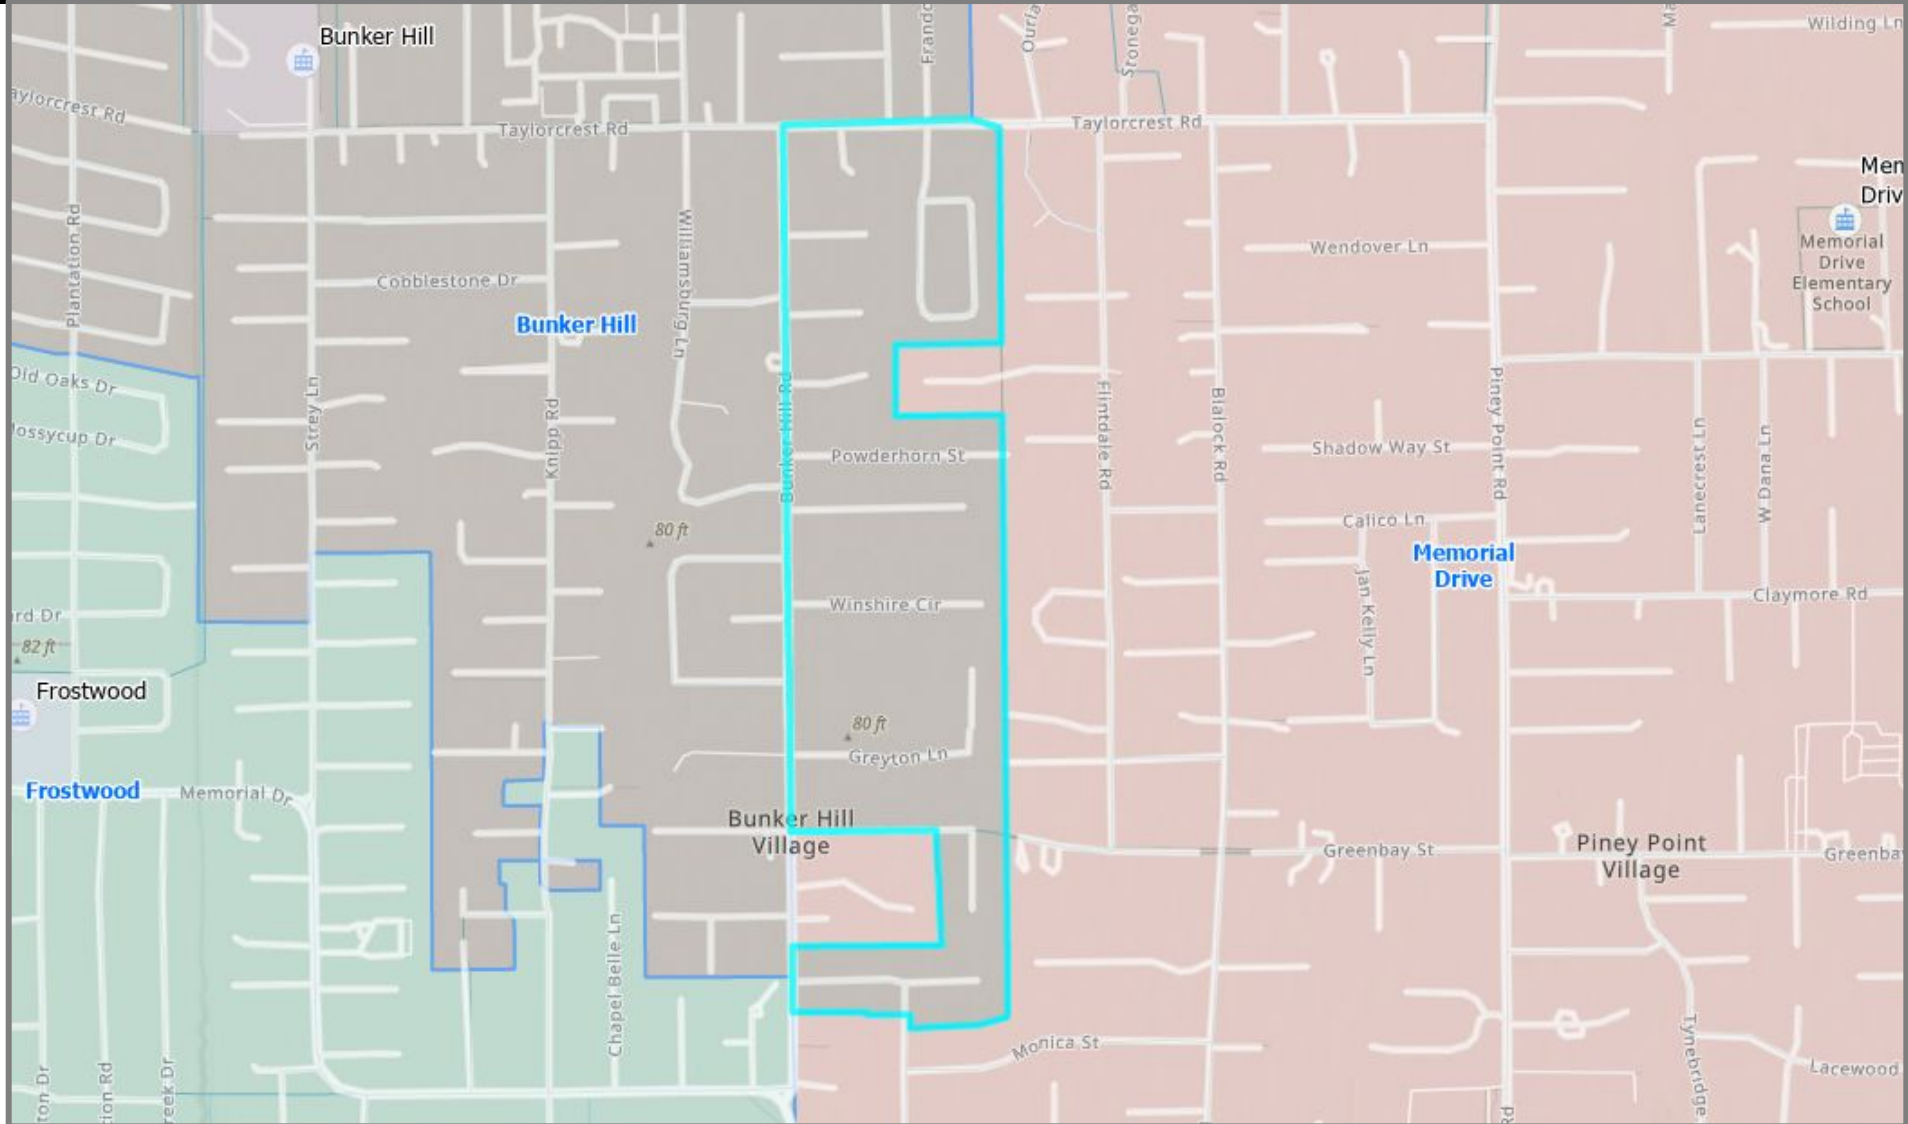 Bunker Hill
Wilding Ln
Taylorcrest Rd
Taylorcrest Rd
Plantation Rd
Williamsburg Ln
Wendover Ln
Memorial
Drive
Elementary
School
Cobblestone Dr
Bunker Hill
Old Oaks Dr
Strey Ln
Knipp Rd
Bunker Hill Rd
Flintdale Rd
Blalock Rd
Piney Point Rd
Lanecrest Ln
W Dana Ln
Powderhorn St
Shadow Way St
Calico Ln
80 ft
Memorial
Drive
Jan Kelly Ln
Claymore Rd
Winshire Cir
82 ft
Frostwood
80 ft
Greyton Ln
Frostwood
Memorial Dr
Bunker Hill
Village
Greenbay St
Piney Point
Village
Chapel Belle Ln
Monica St
Tynebridge
Lacewood